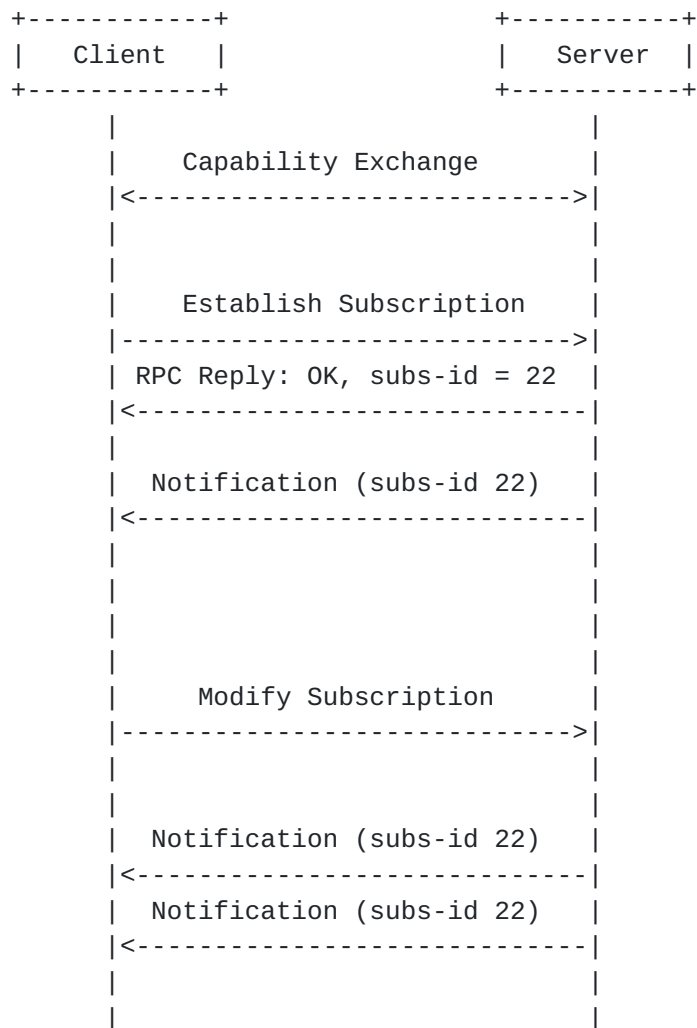 +------------+                 +-----------+
|   Client   |                 |   Server  |
+------------+                 +-----------+
      |                              |
      |    Capability Exchange       |
      |<---------------------------->|
      |                              |
      |                              |
      |    Establish Subscription    |
      |----------------------------->|
      | RPC Reply: OK, subs-id = 22  |
      |<-----------------------------|
      |                              |
      |  Notification (subs-id 22)   |
      |<-----------------------------|
      |                              |
      |                              |
      |                              |
      |                              |
      |     Modify Subscription      |
      |----------------------------->|
      |                              |
      |                              |
      |  Notification (subs-id 22)   |
      |<-----------------------------|
      |  Notification (subs-id 22)   |
      |<-----------------------------|
      |                              |
      |                              |